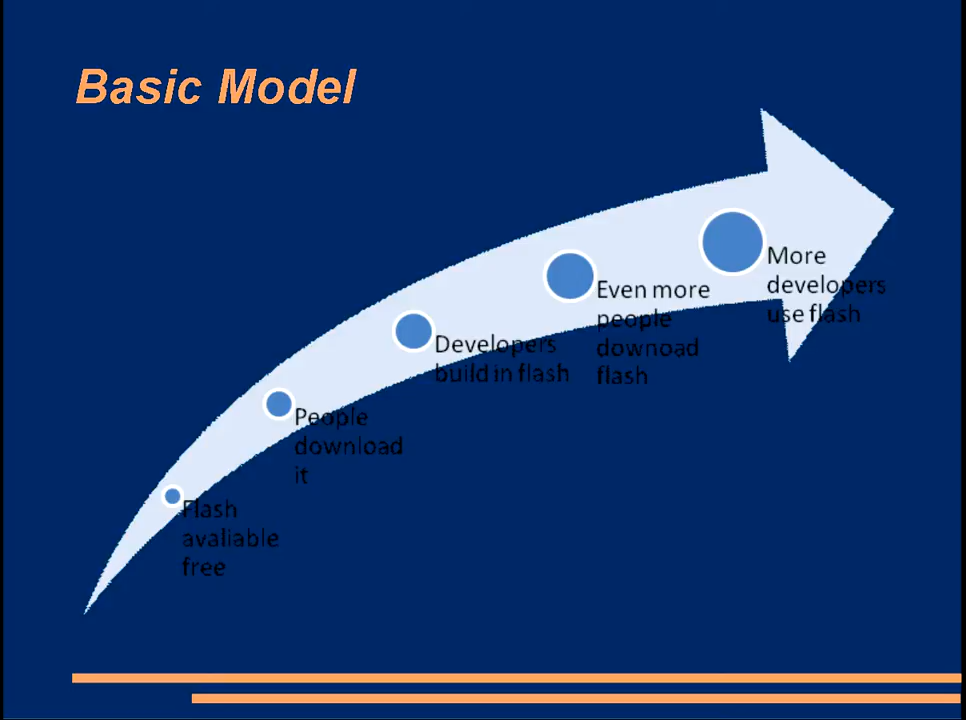 Basic Model
Flash
avaliable
free
People
download
it
Developers
build in flash
Even more
people
downoad
flash
More
developers
use flash